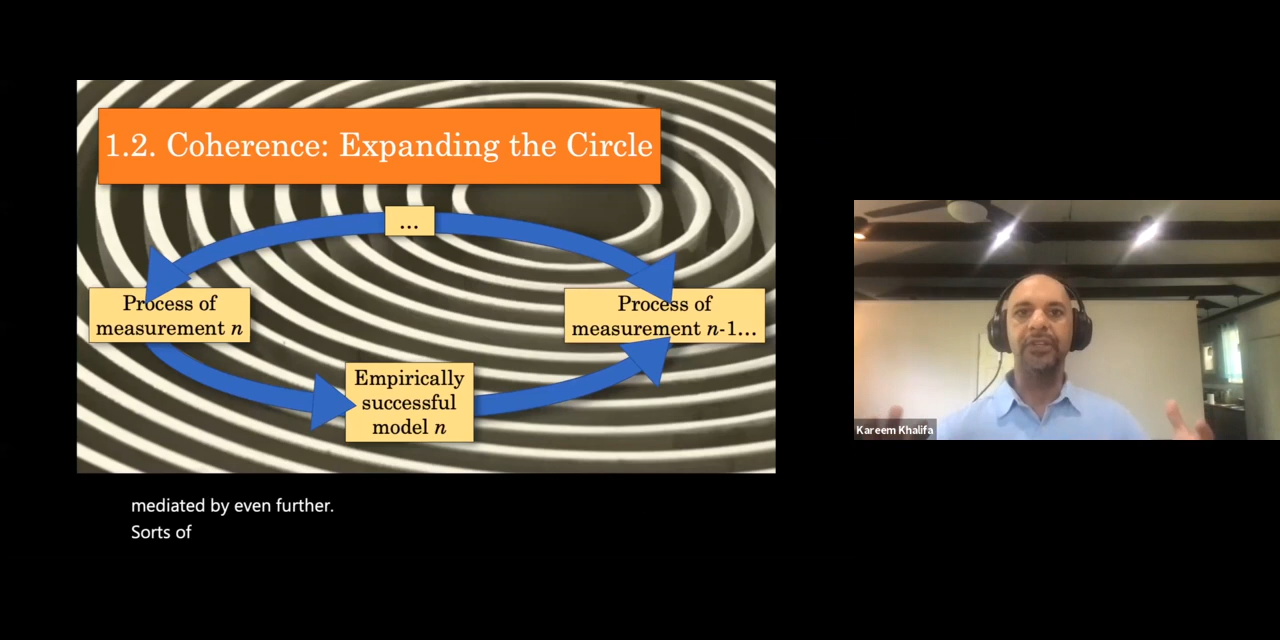 1.2. Coherence: Expanding the Circle
...
Process of
measurement n
Process of
measurement n-1...
Empirically
successful
model n
Kareem Khalifa
mediated by even further.
Sorts of